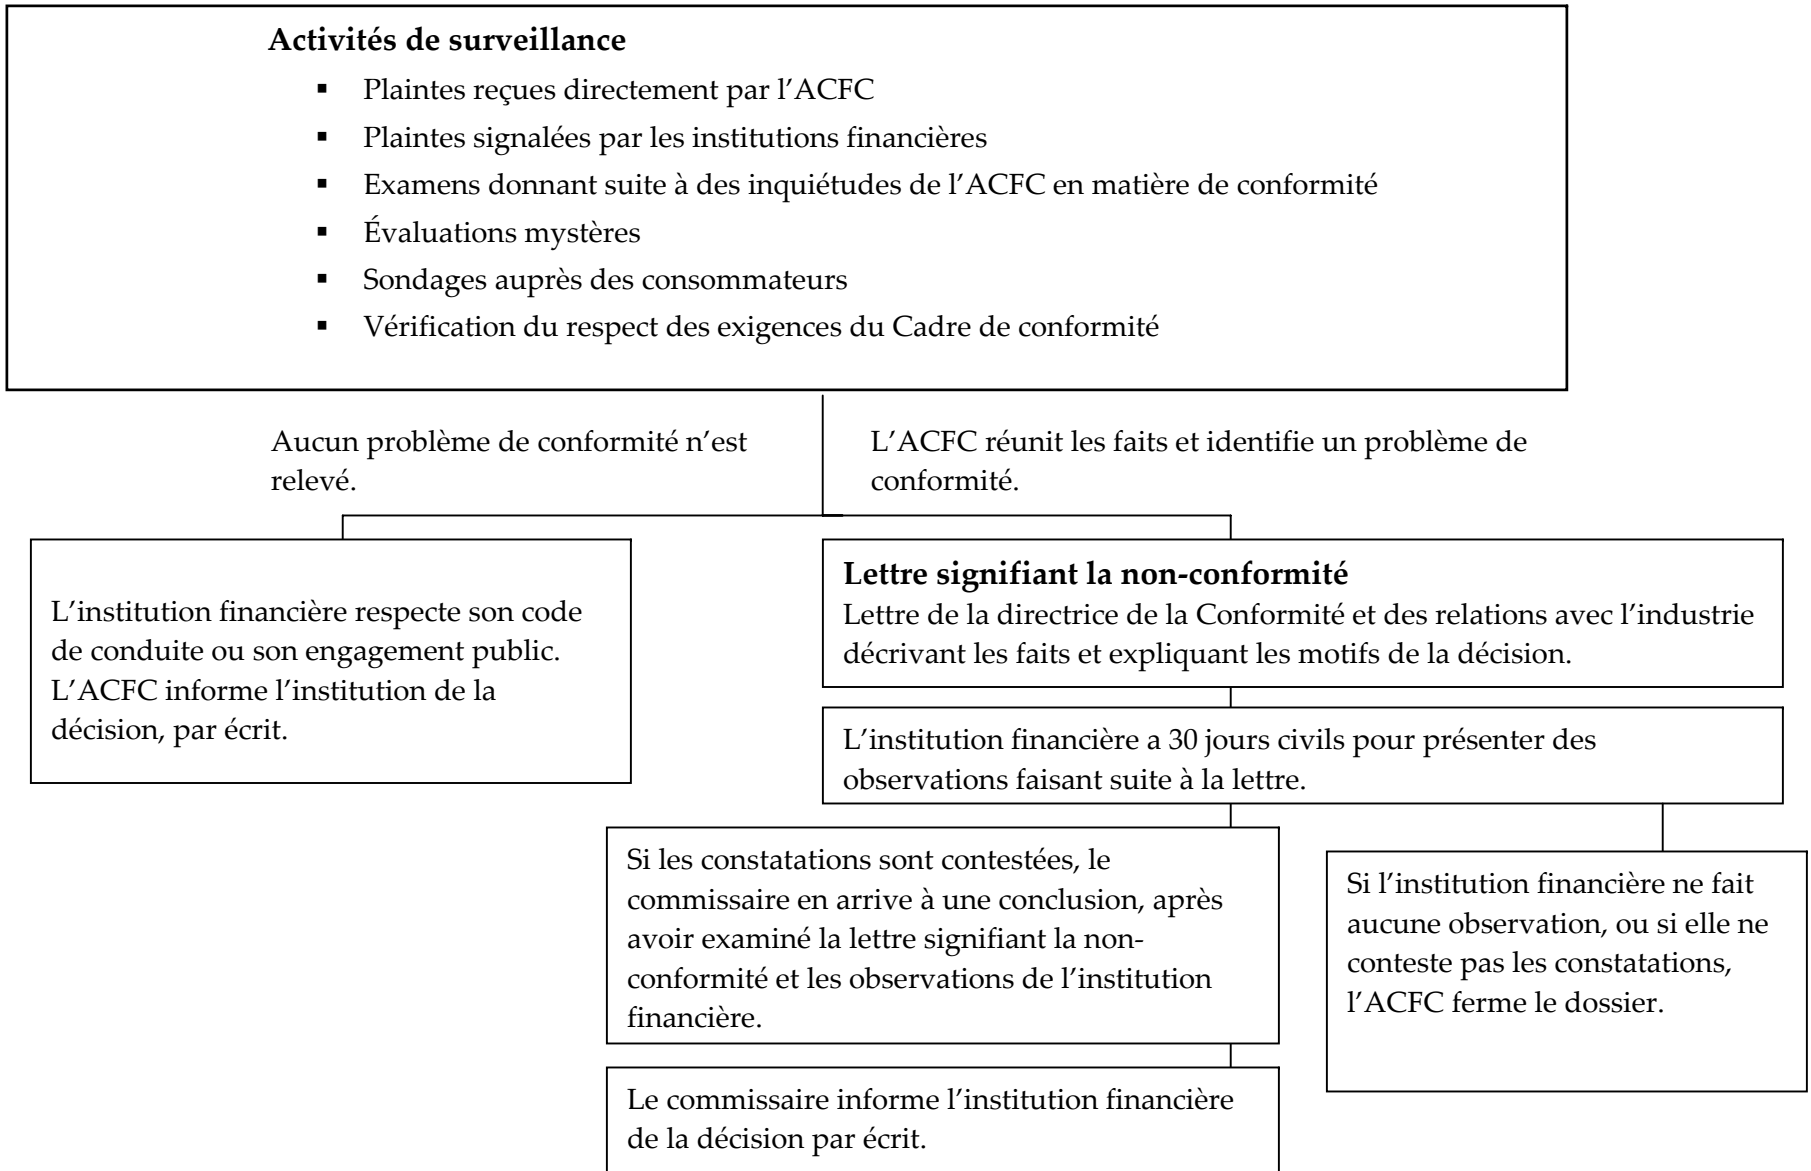 Activités de surveillance
▪ Plaintes reçues directement par l’ACFC
▪ Plaintes signalées par les institutions financières
▪ Examens donnant suite à des inquiétudes de l’ACFC en matière de conformité
▪ Évaluations mystères
▪ Sondages auprès des consommateurs
▪ Vérification du respect des exigences du Cadre de conformité
Aucun problème de conformité n’est
relevé.
L’ACFC réunit les faits et identifie un problème de
conformité.
L’institution financière respecte son code
de conduite ou son engagement public.
L’ACFC informe l’institution de la
décision, par écrit.
Lettre signifiant la non-conformité
Lettre de la directrice de la Conformité et des relations avec l’industrie
décrivant les faits et expliquant les motifs de la décision.
L’institution financière a 30 jours civils pour présenter des
observations faisant suite à la lettre.
Si les constatations sont contestées, le
commissaire en arrive à une conclusion, après
avoir examiné la lettre signifiant la non-
conformité et les observations de l’institution
financière.
Si l’institution financière ne fait
aucune observation, ou si elle ne
conteste pas les constatations,
l’ACFC ferme le dossier.
Le commissaire informe l’institution financière
de la décision par écrit.